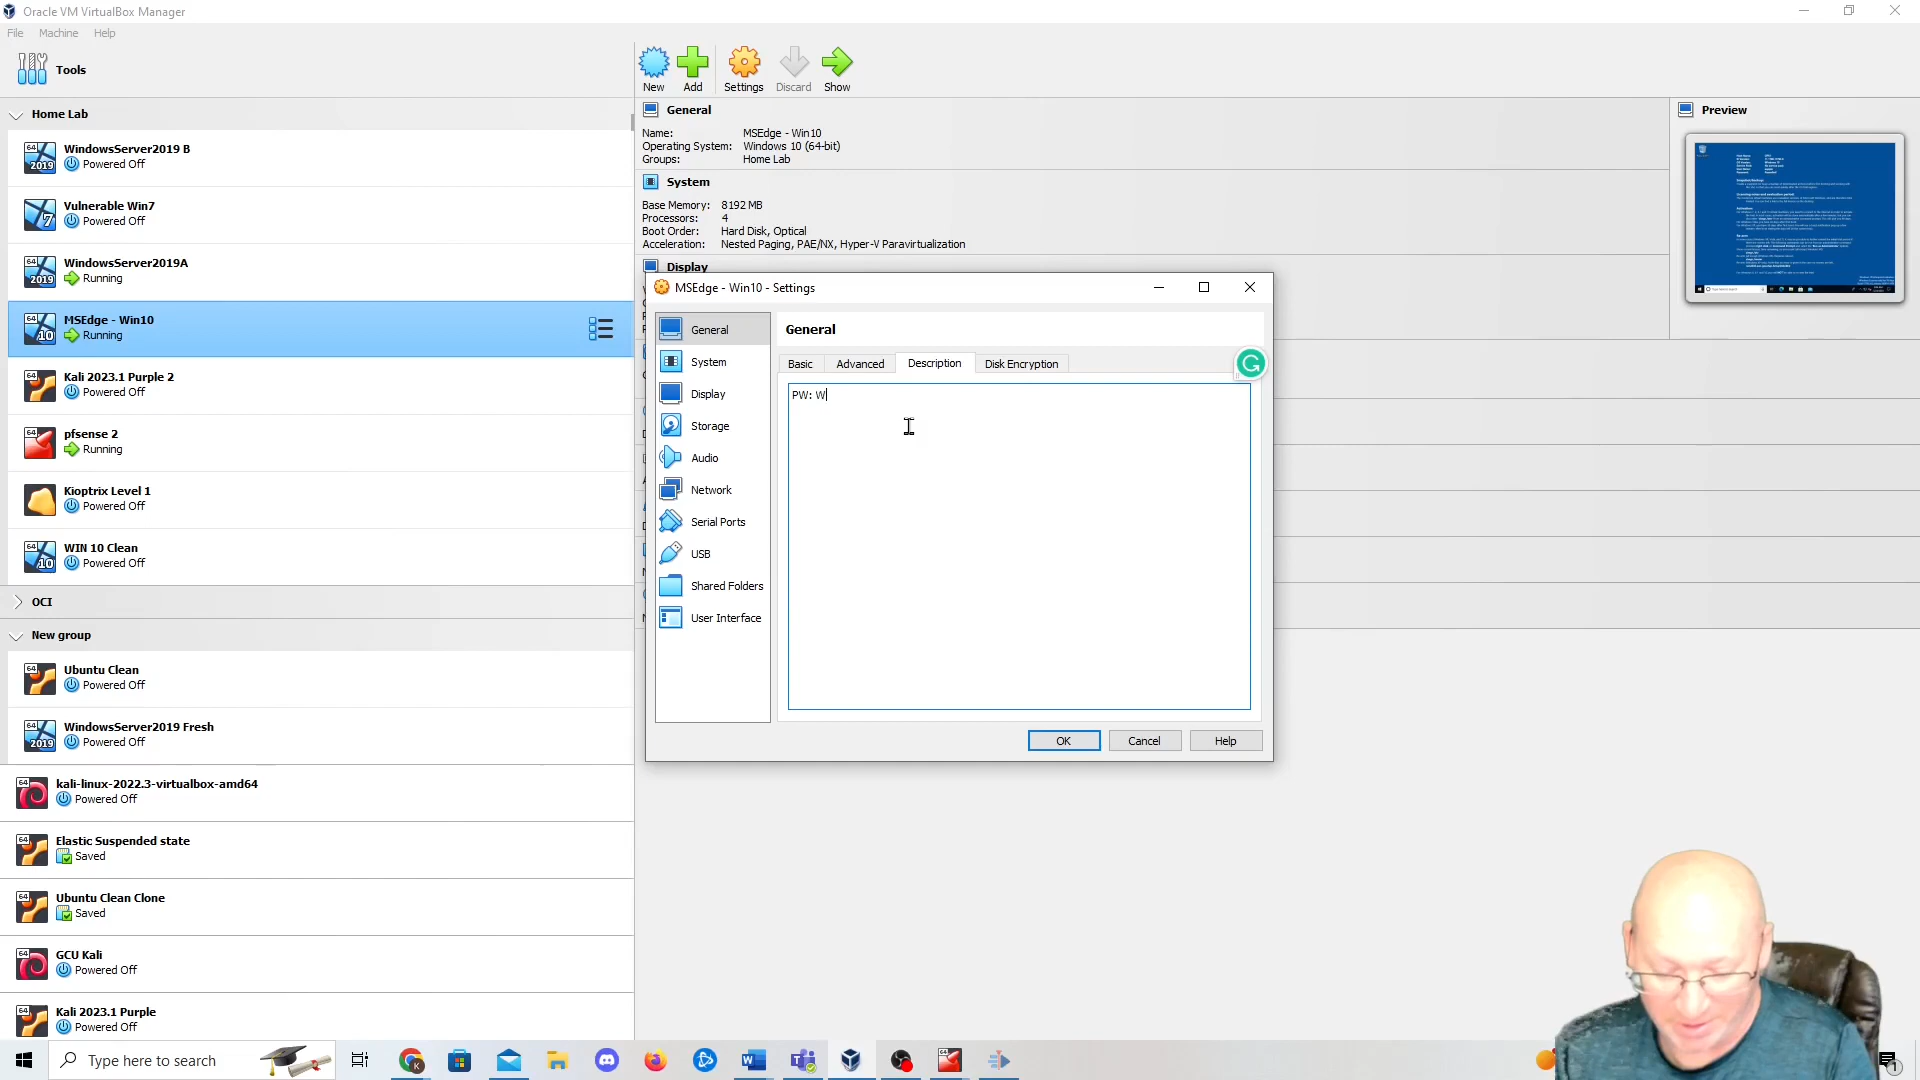 Oracle VM VirtualBox Manager
File Machine Help
Tools
New Add Settings Discard Show
Home Lab
WindowsServer2019 B
Powered Off
Vulnerable Win7
Powered Off
WindowsServer2019A
Running
MSEdge - Win10
Running
Kali 2023.1 Purple 2
Powered Off
pfsense 2
Running
Kioptrix Level 1
Powered Off
WIN 10 Clean
Powered Off
OCI
New group
Ubuntu Clean
Powered Off
WindowsServer2019 Fresh
Powered Off
kali-linux-2022.3-virtualbox-amd64
Powered Off
Elastic Suspended state
Saved
Ubuntu Clean Clone
Saved
GCU Kali
Powered Off
Kali 2023.1 Purple
Powered Off
General
Name: MSEdge - Win10
Operating System: Windows 10 (64-bit)
Groups: Home Lab
System
Base Memory: 8192 MB
Processors: 4
Boot Order: Hard Disk, Optical
Acceleration: Nested Paging, PAE/NX, Hyper-V Paravirtualization
Display
Preview
MSEdge - Win10 - Settings
General
System
Display
Storage
Audio
Network
Serial Ports
USB
Shared Folders
User Interface
General
Basic Advanced Description Disk Encryption
PW: W
OK Cancel Help
Type here to search